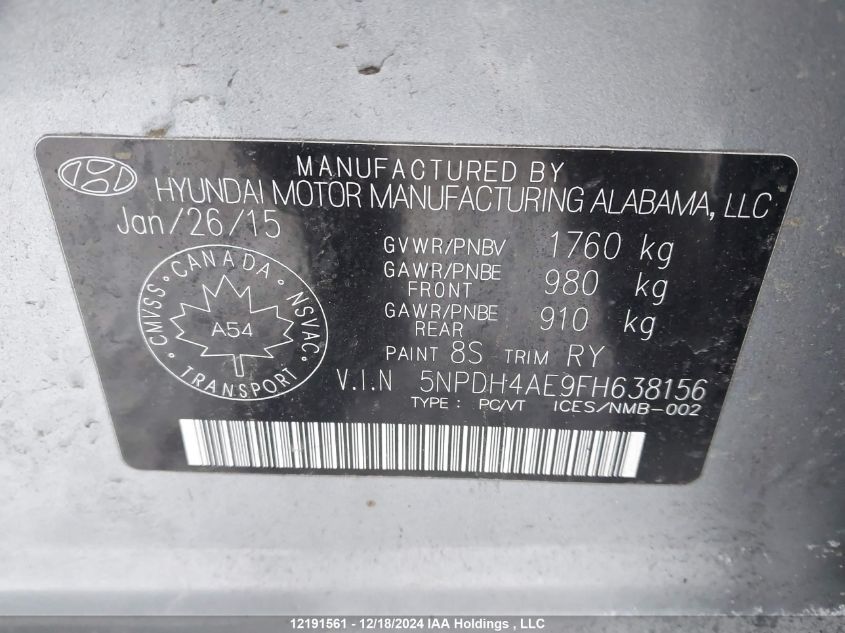 MANUFACTURED BY
HYUNDAI MOTOR MANUFACTURING ALABAMA, LLC
Jan/26/15
GVWR/PNBV 1760 kg
GAWR/PNBE FRONT 980 kg
GAWR/PNBE REAR 910 kg
CANADA
CMVSS NSVAC
A54
TRANSPORT
PAINT 8S TRIM RY
V.I.N 5NPDH4AE9FH638156
TYPE : PC/VT ICES/NMB-002
12191561 - 12/18/2024 IAA Holdings , LLC